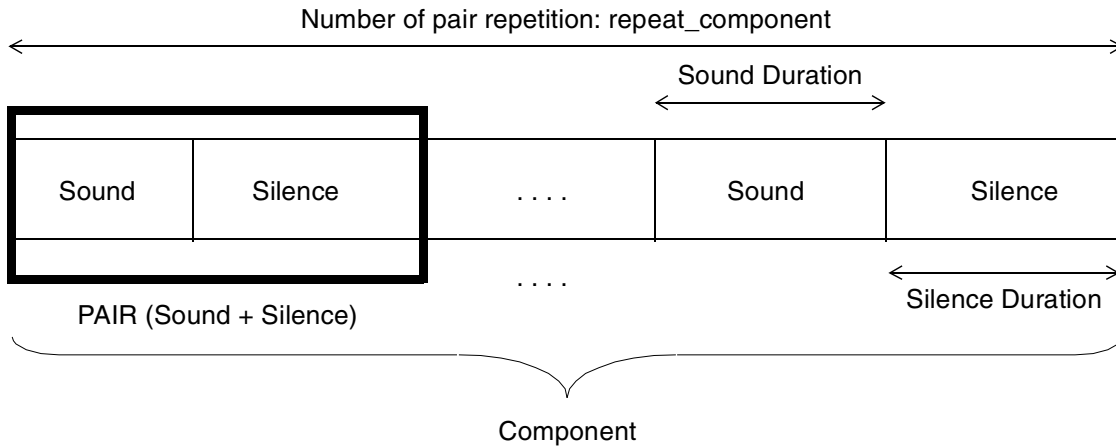 Number of pair repetition: repeat_component
Sound Duration
Sound Silence . . . . Sound Silence
. . . .
Silence Duration
PAIR (Sound + Silence)
Component